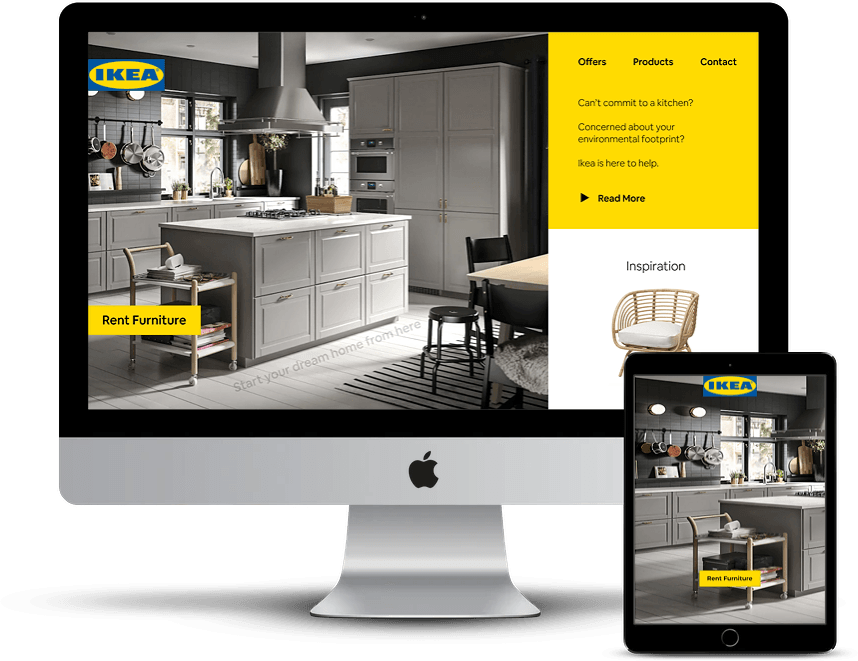 IKEA
Offers
Products
Contact
Can't commit to a kitchen?
Concerned about your
environmental footprint?
Ikea is here to help.
Read More
Inspiration
Rent Furniture
Start your dream home from here
IKEA
Rent Furniture